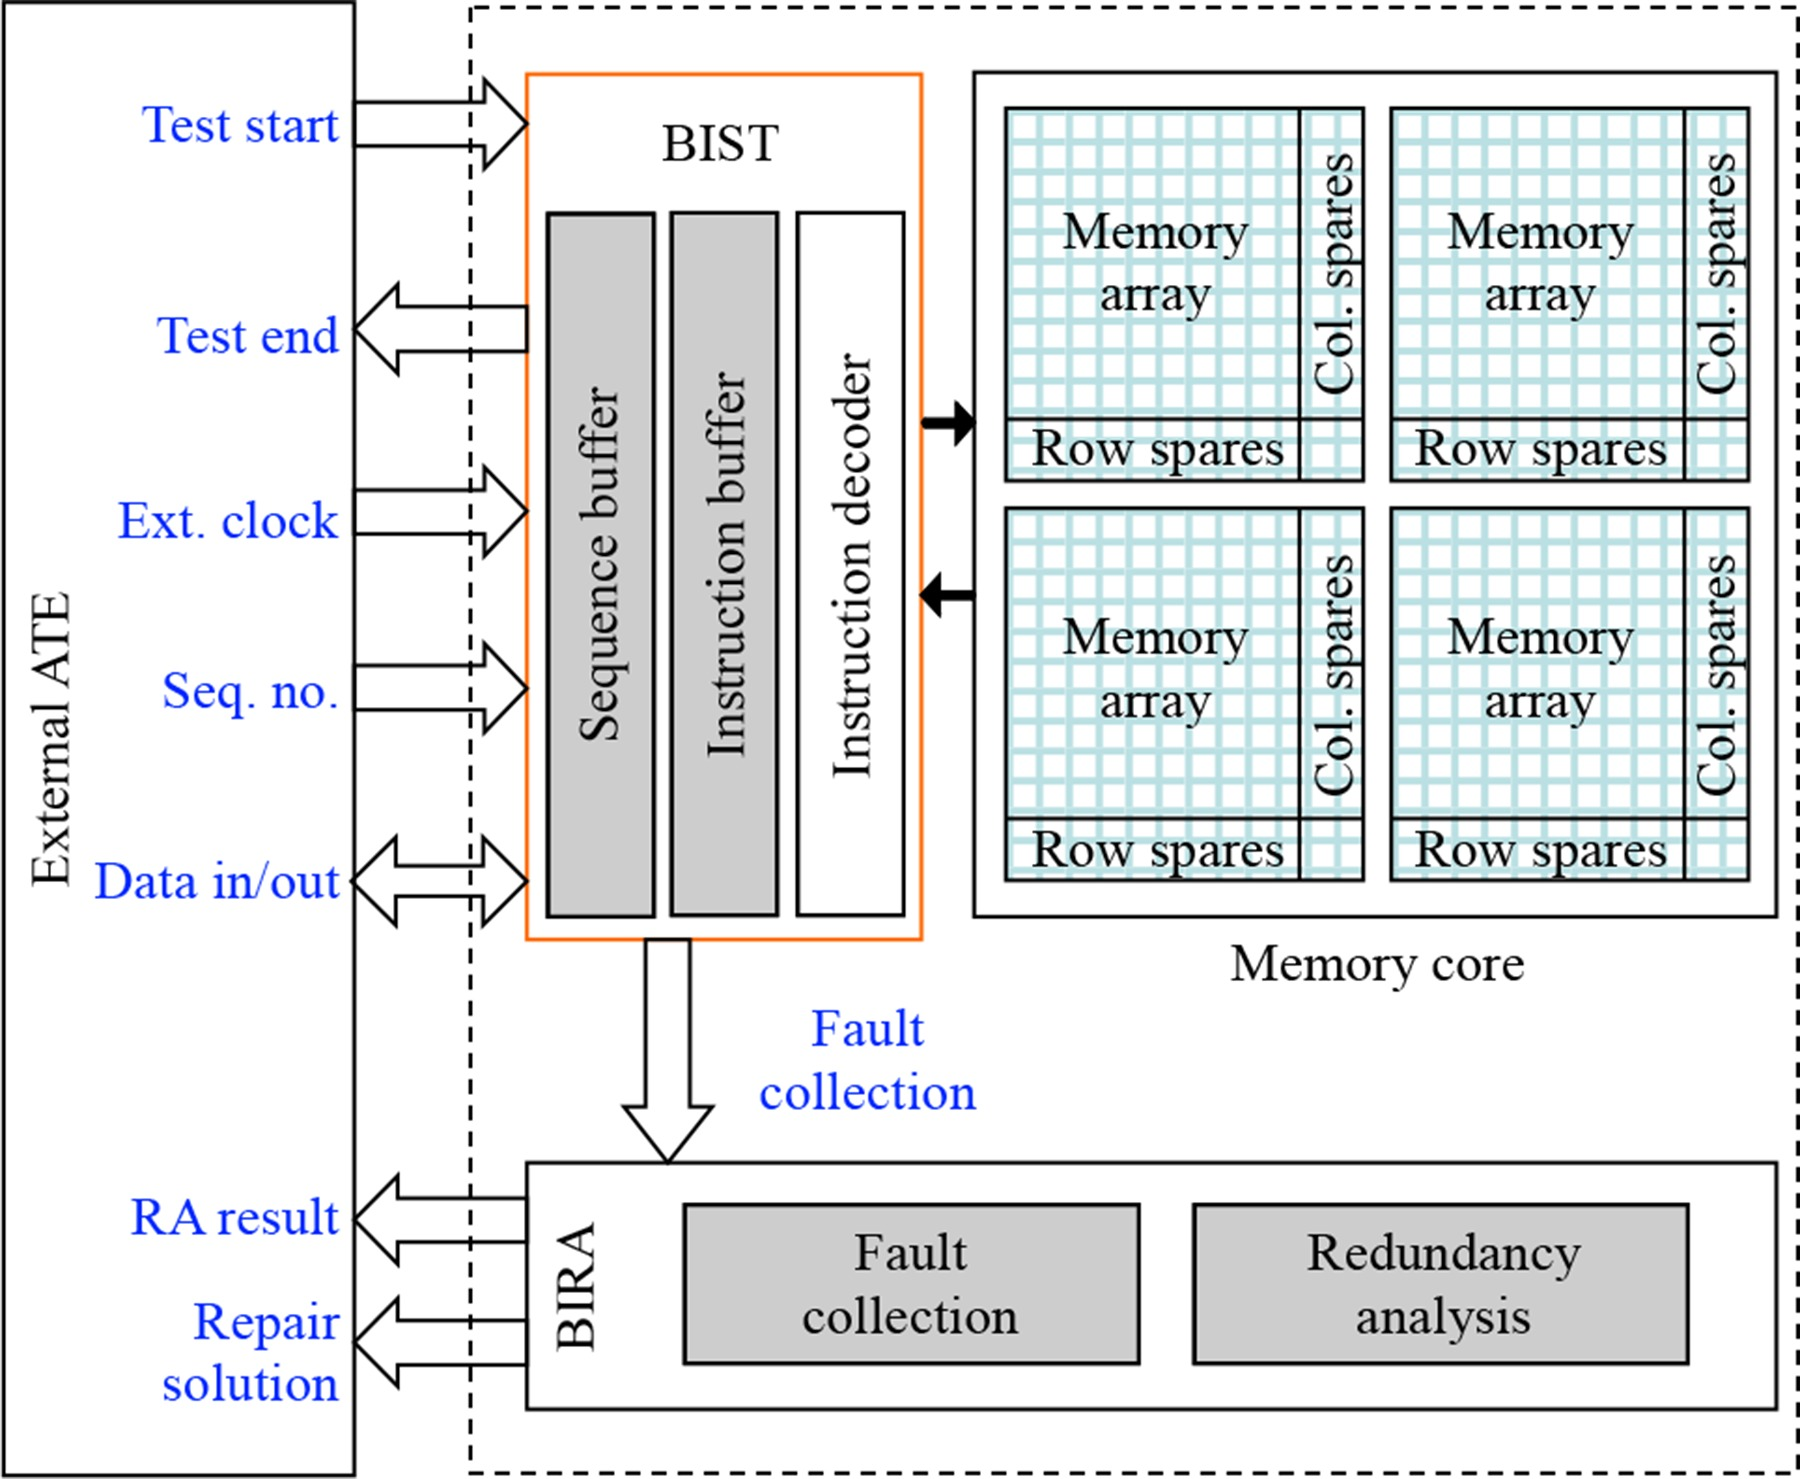 External ATE
Test start
Test end
Ext. clock
Seq. no.
Data in/out
RA result
Repair
solution
BIST
Sequence buffer
Instruction buffer
Instruction decoder
Memory
array
Col. spares
Row spares
Memory
array
Col. spares
Row spares
Memory
array
Col. spares
Row spares
Memory
array
Col. spares
Row spares
Memory core
Fault
collection
BIRA
Fault
collection
Redundancy
analysis